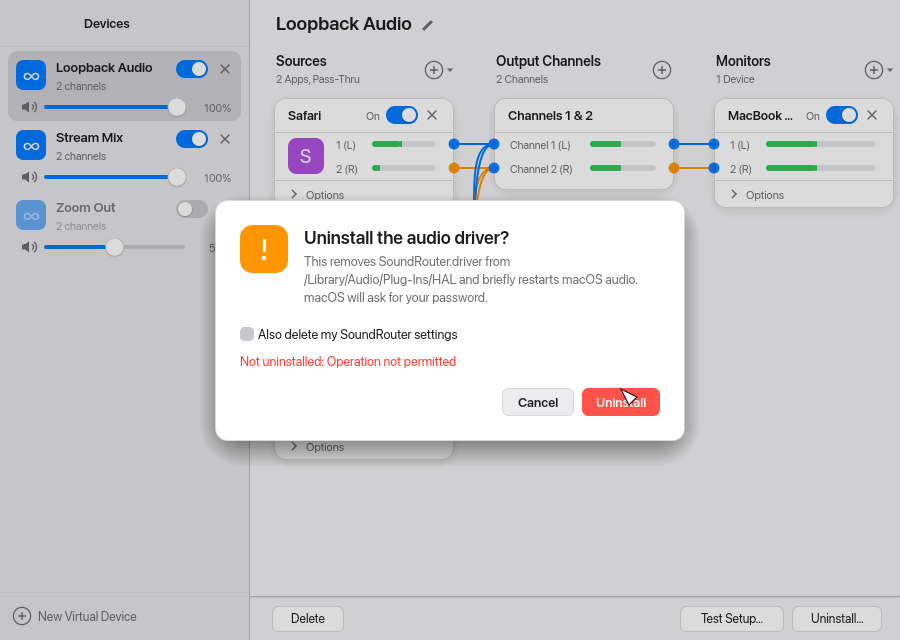 Devices
Loopback Audio
2 channels
100%
Stream Mix
2 channels
100%
Zoom Out
2 channels
5
New Virtual Device
Loopback Audio
Sources
2 Apps, Pass-Thru
Output Channels
2 Channels
Monitors
1 Device
Safari
On
S
1 (L)
2 (R)
Options
Channels 1 & 2
Channel 1 (L)
Channel 2 (R)
MacBook ...
On
1 (L)
2 (R)
Options
Uninstall the audio driver?
This removes SoundRouter.driver from
/Library/Audio/Plug-Ins/HAL and briefly restarts macOS audio.
macOS will ask for your password.
Also delete my SoundRouter settings
Not uninstalled: Operation not permitted
Cancel
Uninstall
Options
Delete
Test Setup...
Uninstall...